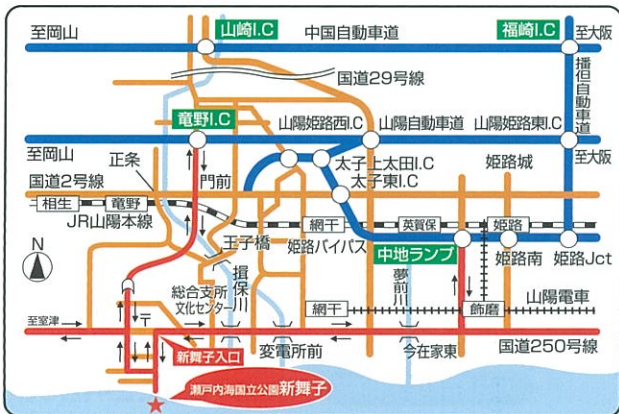 至岡山
山崎I.C
中国自動車道
福崎I.C
至大阪
播但自動車道
国道29号線
竜野I.C
山陽姫路西I.C
山陽自動車道
山陽姫路東I.C
至岡山
至大阪
正条
門前
太子上太田I.C
太子東I.C
姫路城
国道2号線
相生
竜野
JR山陽本線
網干
英賀保
姫路
王子橋
姫路バイパス
中地ランプ
姫路南
姫路Jct
N
総合支所
文化センター
揖保川
夢前川
網干
飾磨
山陽電車
至室津
〒
新舞子入口
変電所前
今在家東
国道250号線
瀬戸内海国立公園新舞子